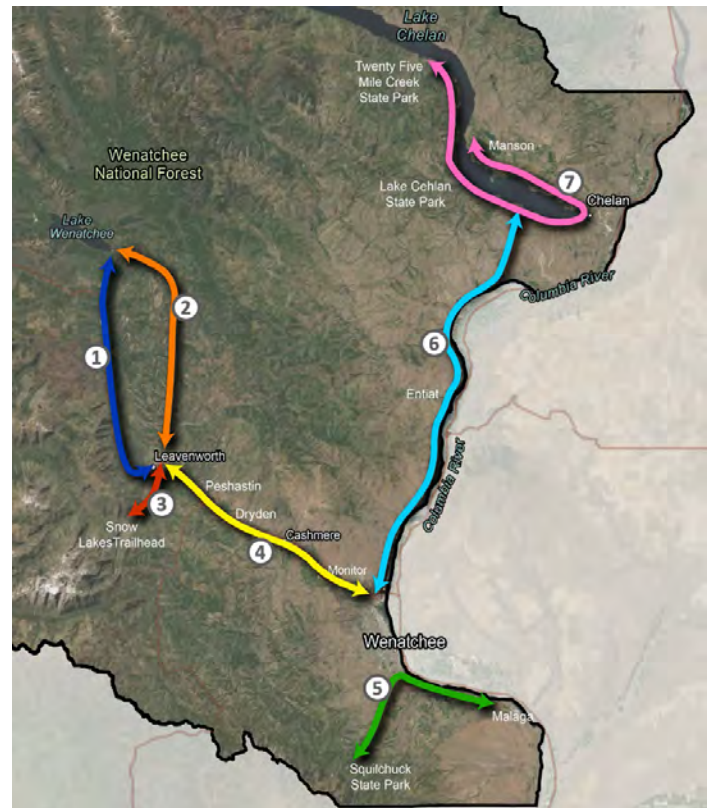 Lake
Chelan
Twenty Five
Mile Creek
State Park
Manson
Wenatchee
National Forest
7
Lake Cehlan
State Park
Chelan
Lake
Wenatchee
Columbia River
2
6
1
Entiat
Columbia River
Leavenworth
Peshastin
3
Dryden
Snow
LakesTrailhead
Cashmere
4
Monitor
Wenatchee
5
Malaga
Squilchuck
State Park